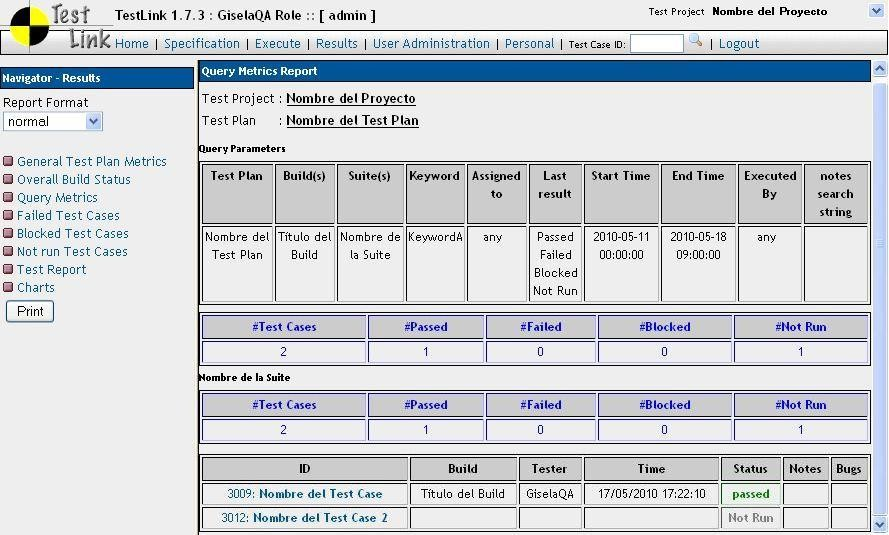 Test Link
TestLink 1.7.3 : GiselaQA Role :: [ admin ]
Test Project Nombre del Proyecto
Home | Specification | Execute | Results | User Administration | Personal | Test Case ID: | Logout
Navigator - Results
Report Format
normal
General Test Plan Metrics
Overall Build Status
Query Metrics
Failed Test Cases
Blocked Test Cases
Not run Test Cases
Test Report
Charts
Print
Query Metrics Report
Test Project : Nombre del Proyecto
Test Plan : Nombre del Test Plan
Query Parameters
Test Plan Build(s) Suite(s) Keyword Assigned to Last result Start Time End Time Executed By notes search string
Nombre del Test Plan Título del Build Nombre de la Suite KeywordA any Passed Failed Blocked Not Run 2010-05-11 00:00:00 2010-05-18 09:00:00 any
#Test Cases #Passed #Failed #Blocked #Not Run
2 1 0 0 1
Nombre de la Suite
#Test Cases #Passed #Failed #Blocked #Not Run
2 1 0 0 1
ID Build Tester Time Status Notes Bugs
3009: Nombre del Test Case Título del Build GiselaQA 17/05/2010 17:22:10 passed
3012: Nombre del Test Case 2 Not Run